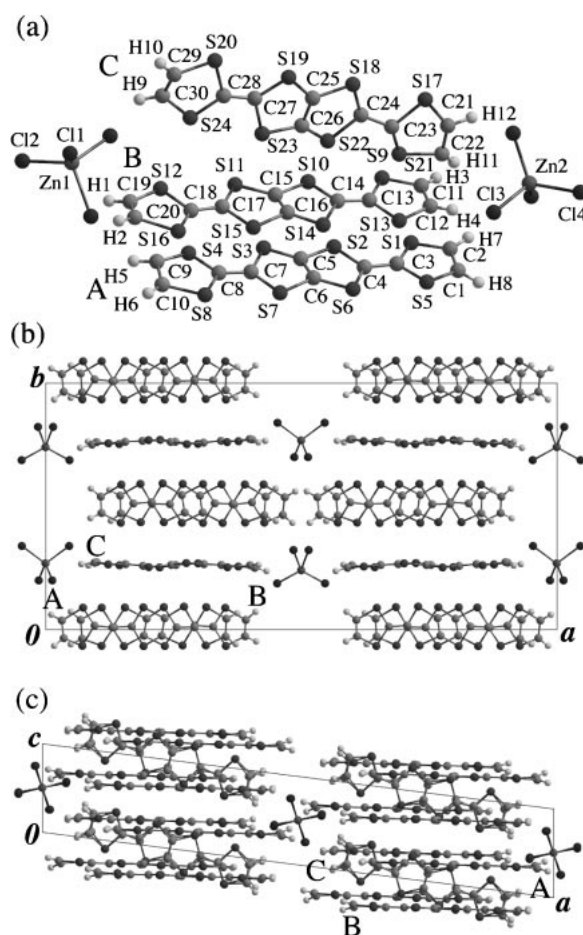 (a)
H10 C29 S20 S19 C25 S18 S17
C H9 C30 C28 C27 C24 C21 H12
S24 S23 C26 S22 C23 C22
Cl2 Cl1 B S12 S11 S10 S9 S21 H11
Zn1 H1 C19 C18 C15 C14 H3 C11 Zn2
C20 C17 C16 C13 Cl3 Cl4
H2 S16 S15 S14 S13 C12 H4
H5 S4 S3 S2 S1 H7
C9 C7 C5 C3 C2
A H6 C10 C8 C6 C4 C1 H8
S8 S7 S6 S5
(b)
b
C
A B
0 a
(c)
c
0 C A
B a